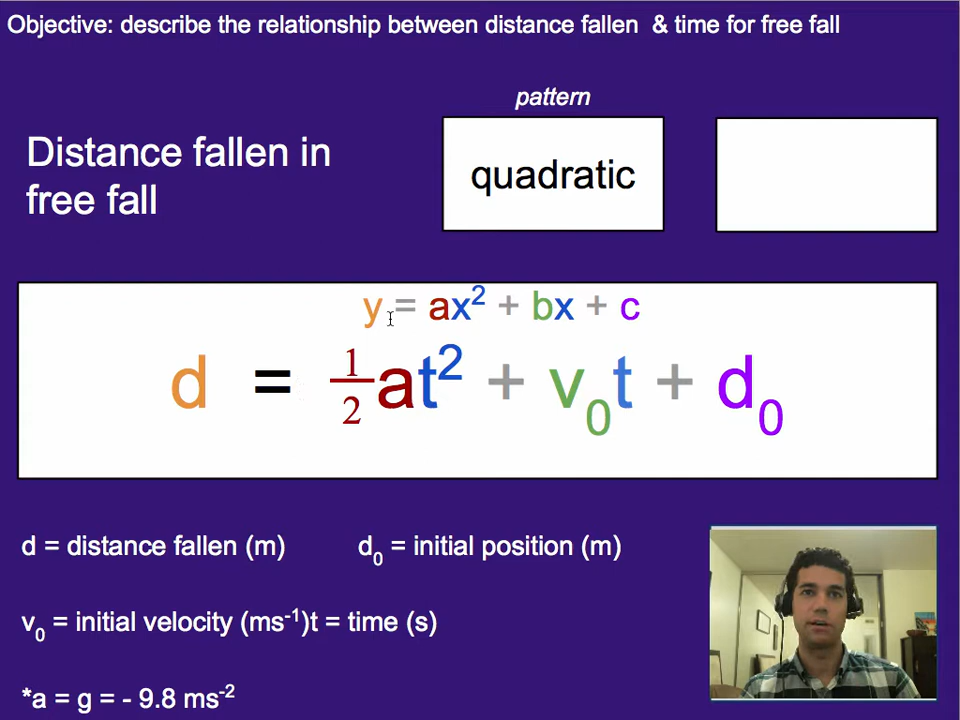 Objective: describe the relationship between distance fallen & time for free fall
pattern
Distance fallen in
free fall
quadratic
y = ax² + bx + c
d = ½at² + v₀t + d₀
d = distance fallen (m) d₀ = initial position (m)
v₀ = initial velocity (ms⁻¹)t = time (s)
*a = g = - 9.8 ms⁻²